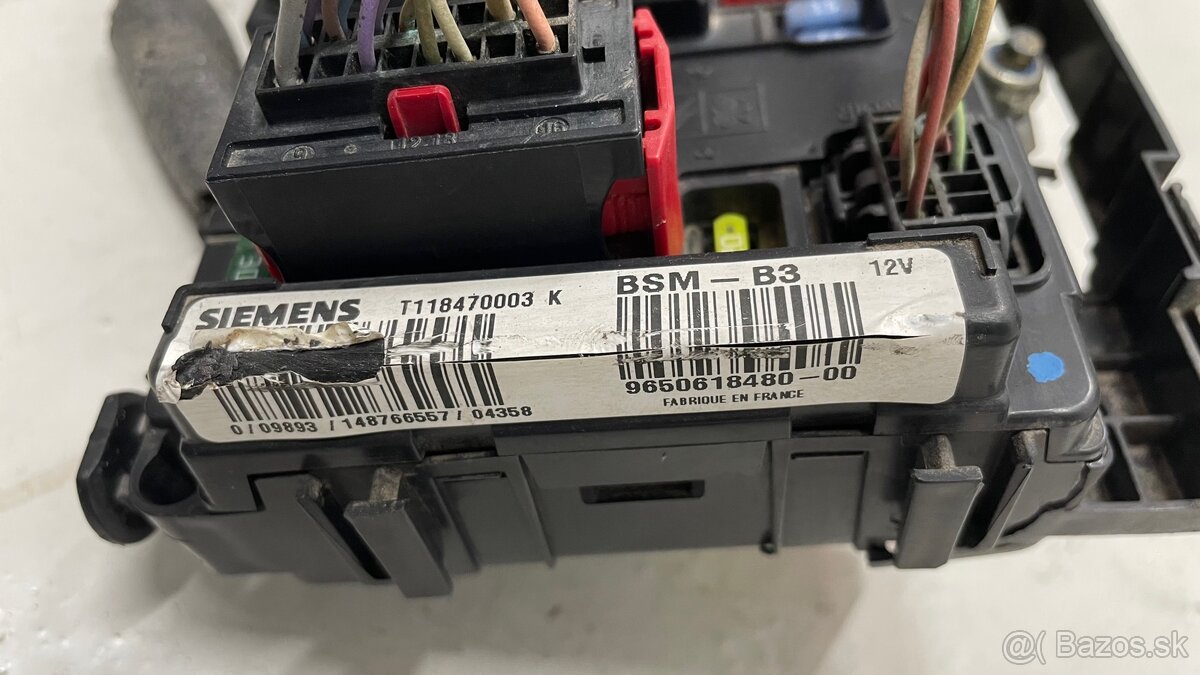 SIEMENS T118470003 K
BSM-B3 12V
9650618480-00
FABRIQUE EN FRANCE
0/09893 /148766557/ 04358
@( Bazos.sk